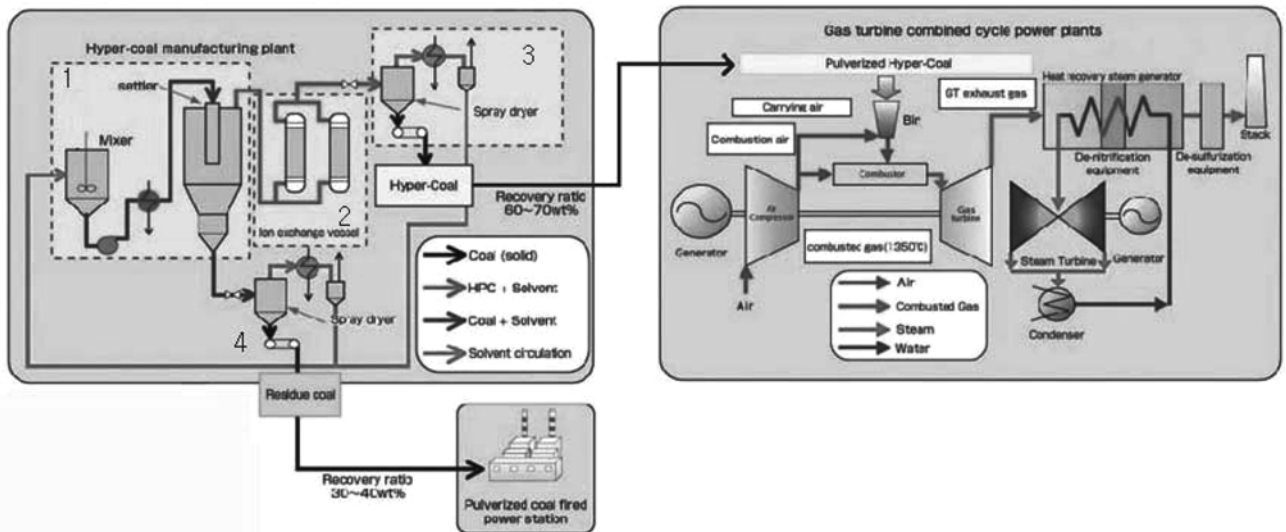 Hyper-coal manufacturing plant
1
settler
Mixer
2
Ion exchange vessel
3
Spray dryer
Hyper-Coal
Recovery ratio
60~70wt%
4
Spray dryer
Coal (solid)
HPC + Solvent
Coal + Solvent
Solvent circulation
Residue coal
Recovery ratio
30~40wt%
Pulverized coal fired
power station
Gas turbine combined cycle power plants
Pulverized Hyper-Coal
Carrying air
Bin
Combustion air
Combustor
GT exhaust gas
Heat recovery steam generator
De-nitrification
equipment
De-sulfurization
equipment
Stack
Generator
Air
Compressor
Gas
turbine
combusted gas(1350℃)
Air
Steam Turbine
Generator
Condenser
Air
Combusted Gas
Steam
Water